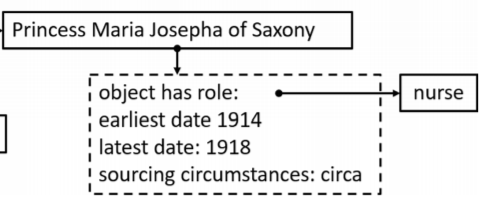 Princess Maria Josepha of Saxony
object has role:
nurse
earliest date 1914
latest date: 1918
sourcing circumstances: circa